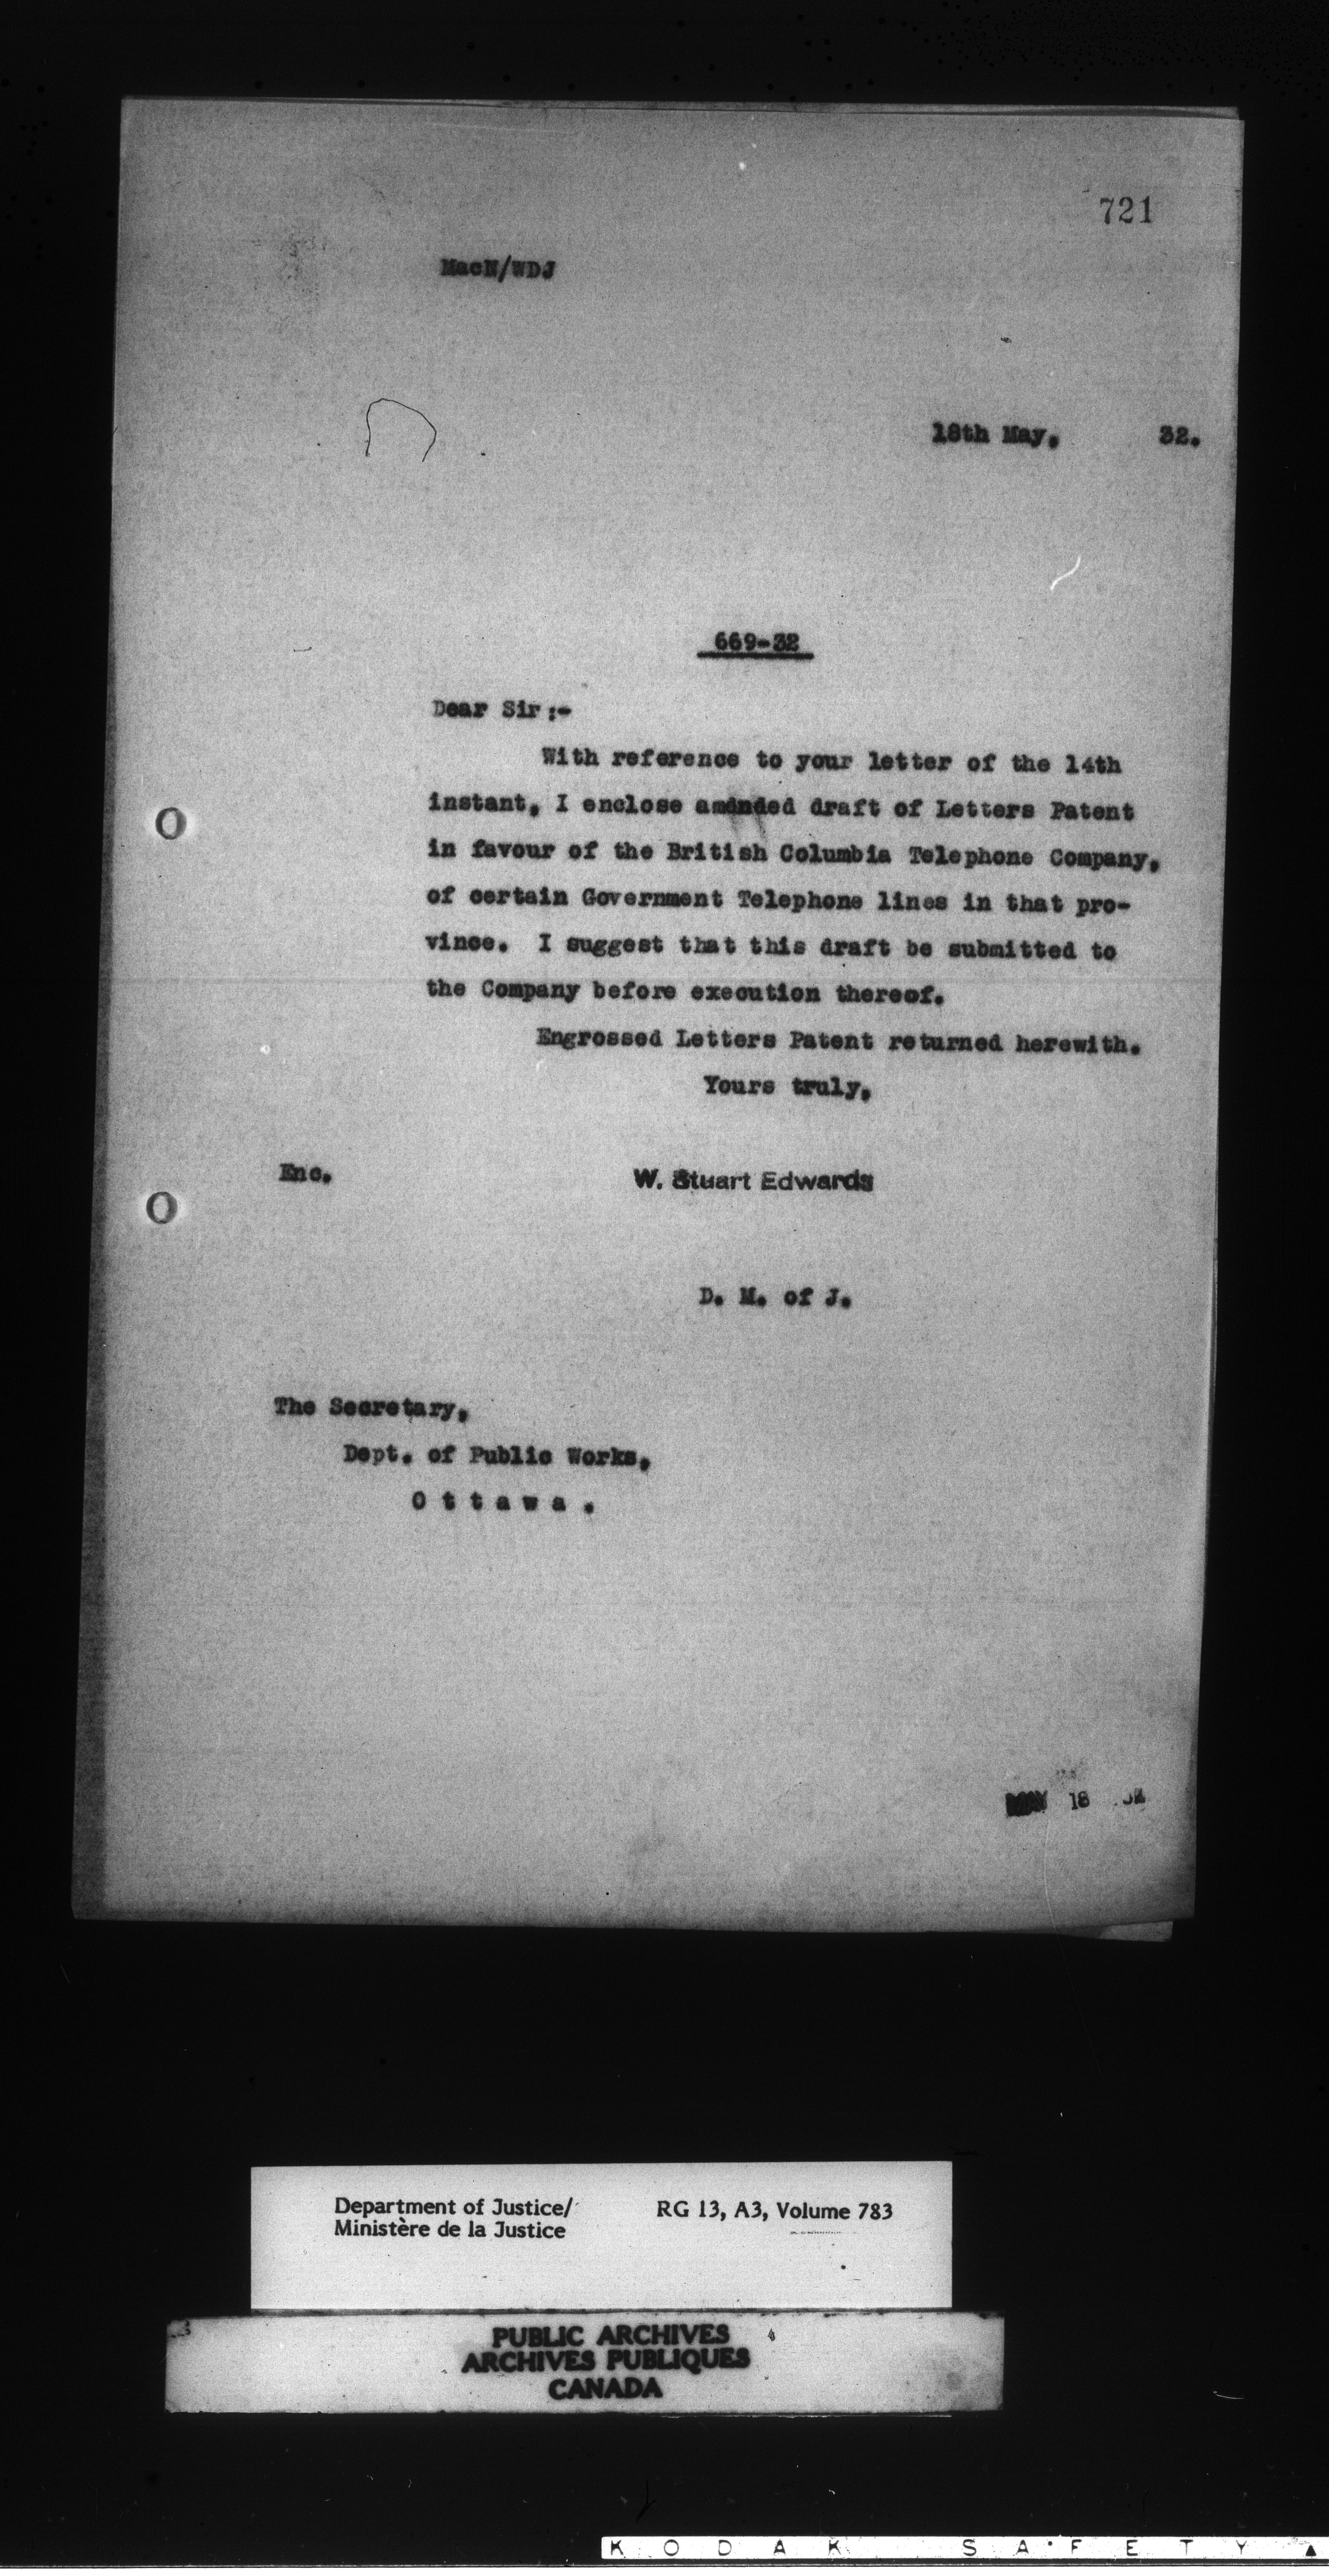 721
MacN/WDJ
18th May, 32.
669-32
Dear Sir:-
With reference to your letter of the 14th
instant, I enclose amdnded draft of Letters Patent
in favour of the British Columbia Telephone Company,
of certain Government Telephone lines in that pro-
vince. I suggest that this draft be submitted to
the Company before execution thereof.
Engrossed Letters Patent returned herewith.
Yours truly,
Enc. W. Stuart Edwards
D. M. of J.
The Secretary,
Dept. of Public Works,
Ottawa.
MAY 18 32
Department of Justice/ RG 13, A3, Volume 783
Ministère de la Justice
PUBLIC ARCHIVES
ARCHIVES PUBLIQUES
CANADA
KODAK SAFETY